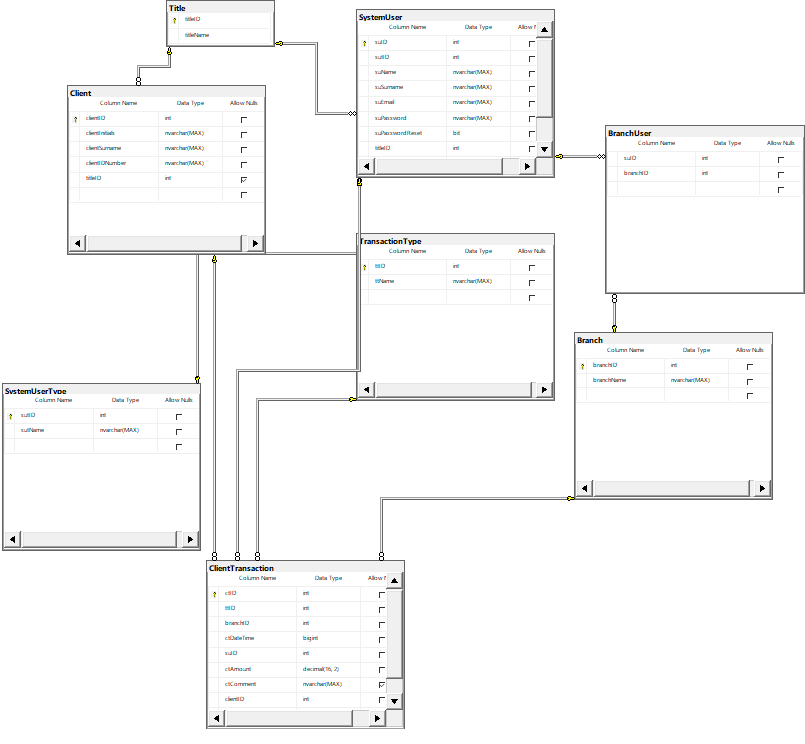 Title
titleID
titleName
SystemUser
Column Name Data Type Allow N
suID int
sutID int
suName nvarchar(MAX)
suSurname nvarchar(MAX)
suEmail nvarchar(MAX)
suPassword nvarchar(MAX)
suPasswordReset bit
titleID int
Client
Column Name Data Type Allow Nulls
clientID int
clientInitials nvarchar(MAX)
clientSurname nvarchar(MAX)
clientIDNumber nvarchar(MAX)
titleID int
BranchUser
Column Name Data Type Allow Nulls
suID int
branchID int
TransactionType
Column Name Data Type Allow Nulls
ttID int
ttName nvarchar(MAX)
Branch
Column Name Data Type Allow Nulls
branchID int
branchName nvarchar(MAX)
SystemUserType
Column Name Data Type Allow Nulls
sutID int
sutName nvarchar(MAX)
ClientTransaction
Column Name Data Type Allow N
ctID int
ttID int
branchID int
ctDateTime bigint
suID int
ctAmount decimal(16, 2)
ctComment nvarchar(MAX)
clientID int